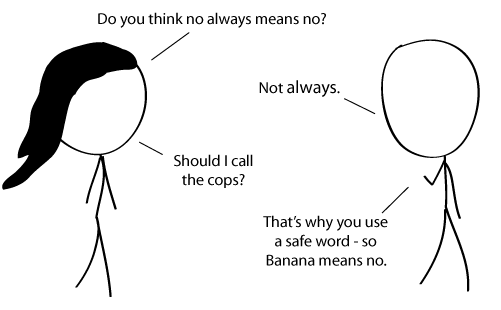 Do you think no always means no?
Not always.
Should I call
the cops?
That's why you use
a safe word - so
Banana means no.